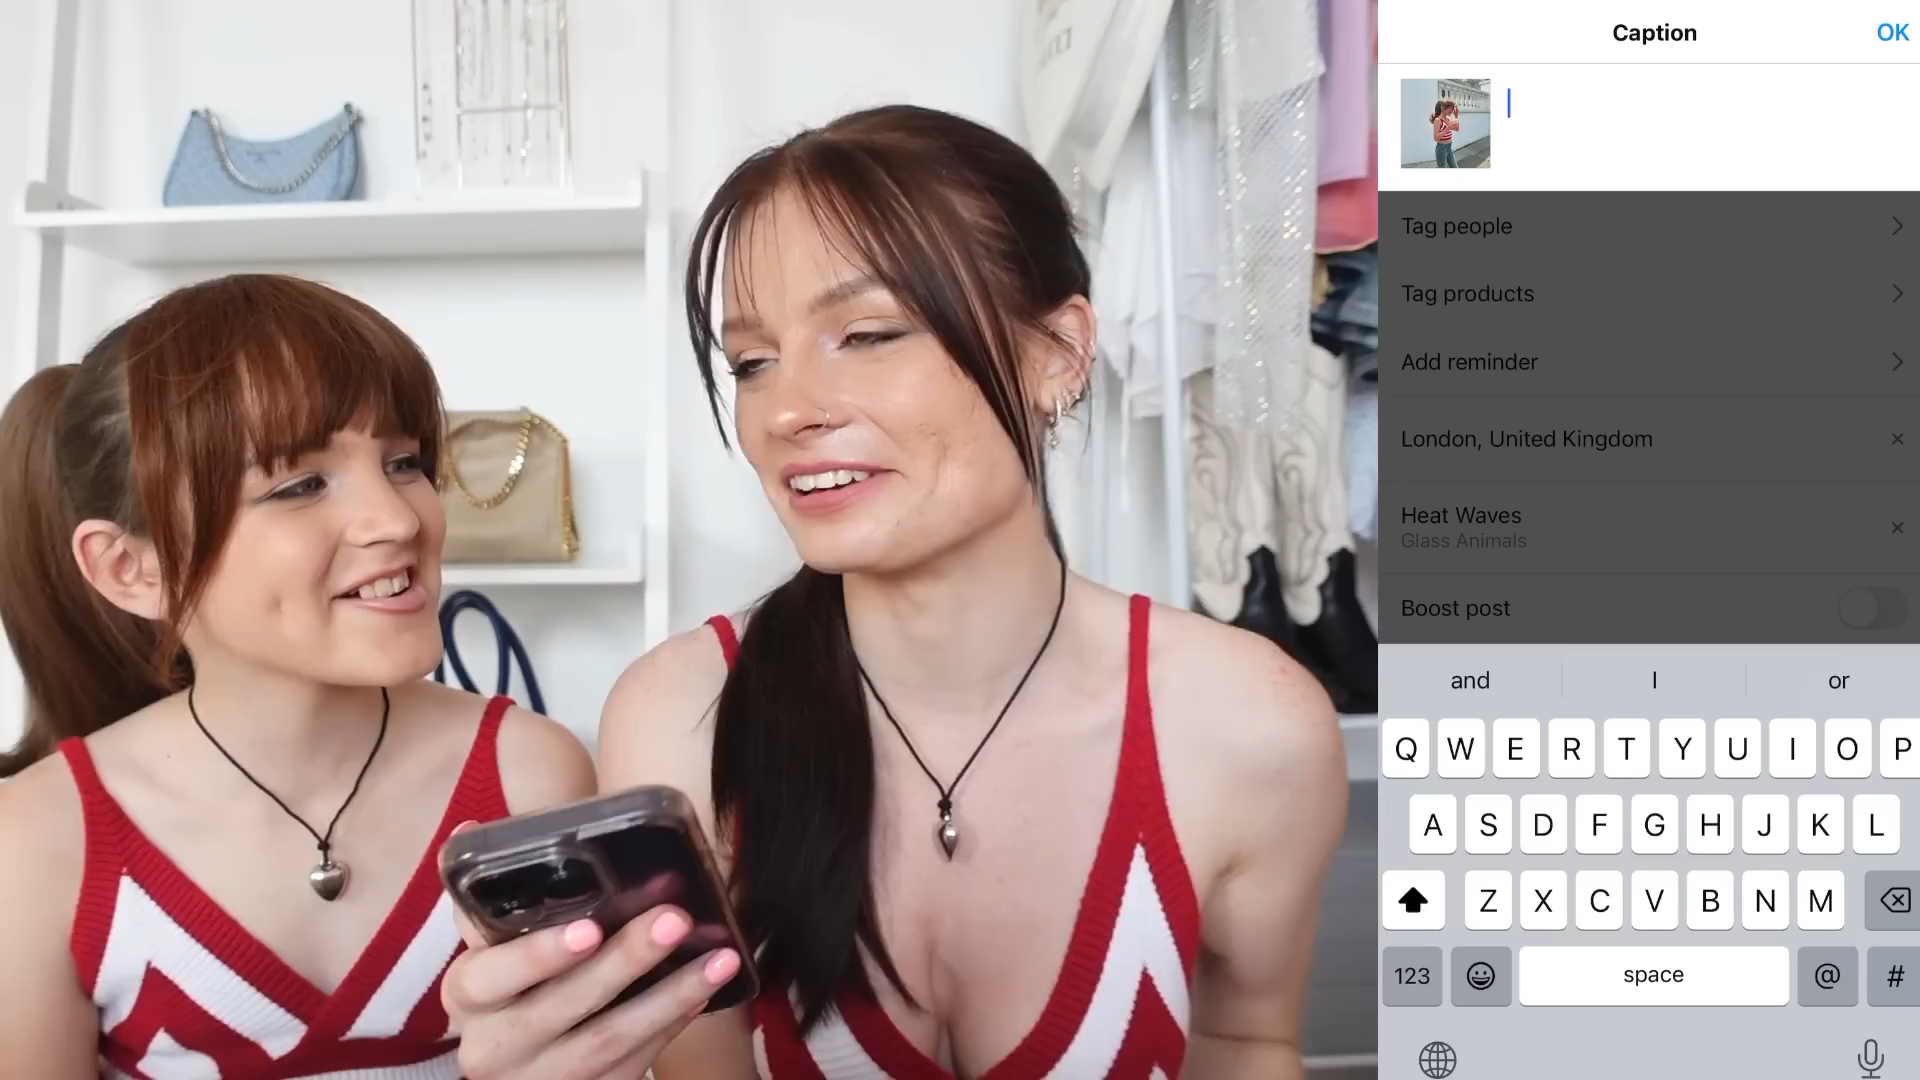 Caption
OK
Tag people
Tag products
Add reminder
London, United Kingdom
Heat Waves
Glass Animals
Boost post
and
I
or
Q W E R T Y U I O P
A S D F G H J K L
Z X C V B N M
123
space
@
#